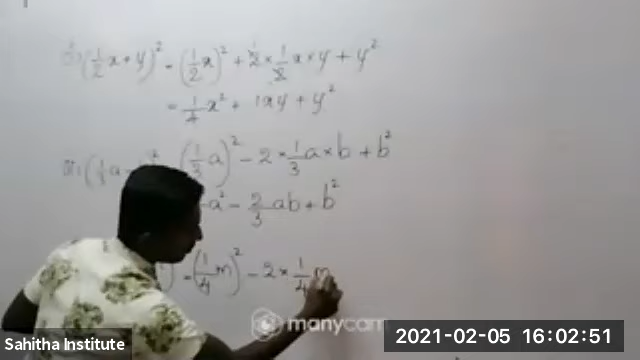 (1/2 x + y)² = (1/2 x)² + 2 × 1/2 x × y + y²
= 1/4 x² + 1xy + y²
(1/3 a (1/3 a)² - 2 × 1/3 a × b + b²
a² - 2/3 ab + b²
= (1/4 m)² - 2 × 1/4 m
manycam
Sahitha Institute
2021-02-05 16:02:51